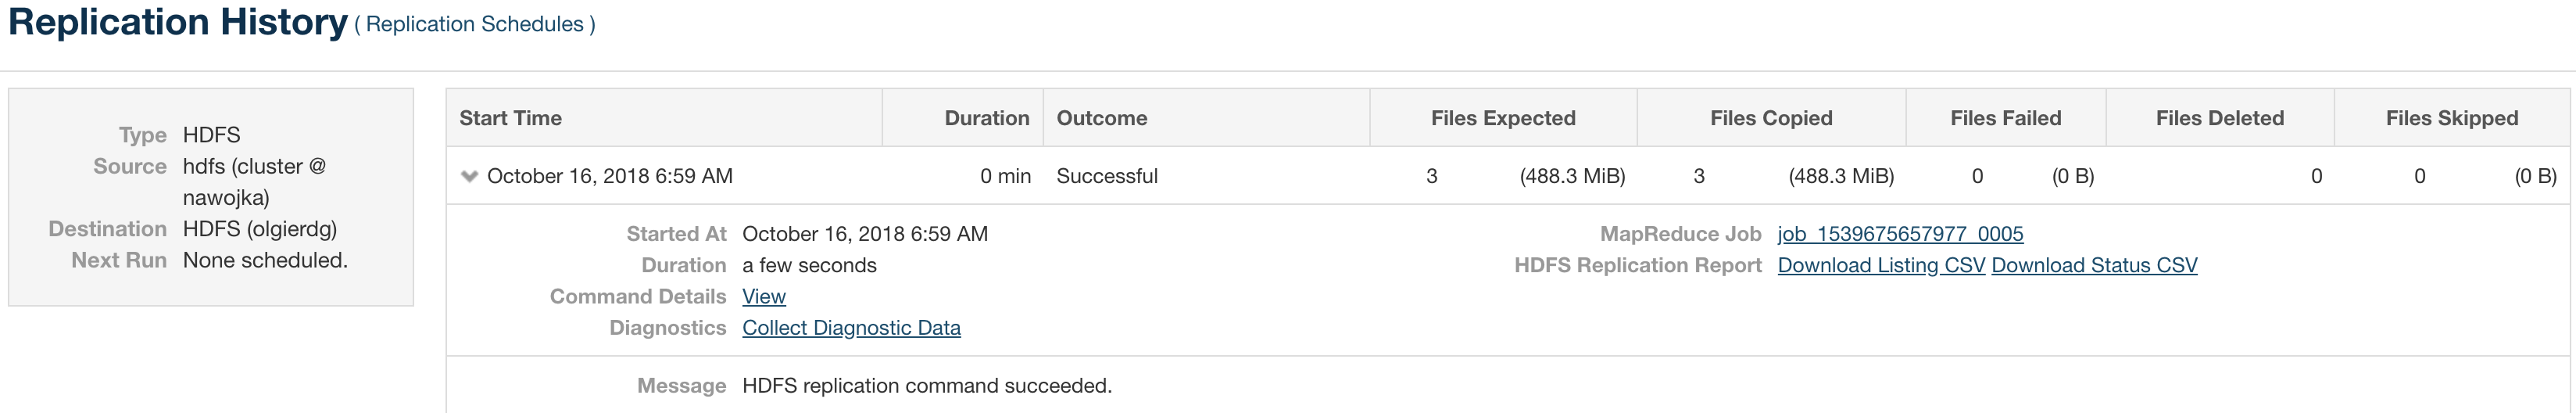 Replication History ( Replication Schedules )
Type HDFS
Source hdfs (cluster @
nawojka)
Destination HDFS (olgierdg)
Next Run None scheduled.
Start Time Duration Outcome Files Expected Files Copied Files Failed Files Deleted Files Skipped
October 16, 2018 6:59 AM 0 min Successful 3 (488.3 MiB) 3 (488.3 MiB) 0 (0 B) 0 0 (0 B)
Started At October 16, 2018 6:59 AM MapReduce Job job_1539675657977_0005
Duration a few seconds HDFS Replication Report Download Listing CSV Download Status CSV
Command Details View
Diagnostics Collect Diagnostic Data
Message HDFS replication command succeeded.